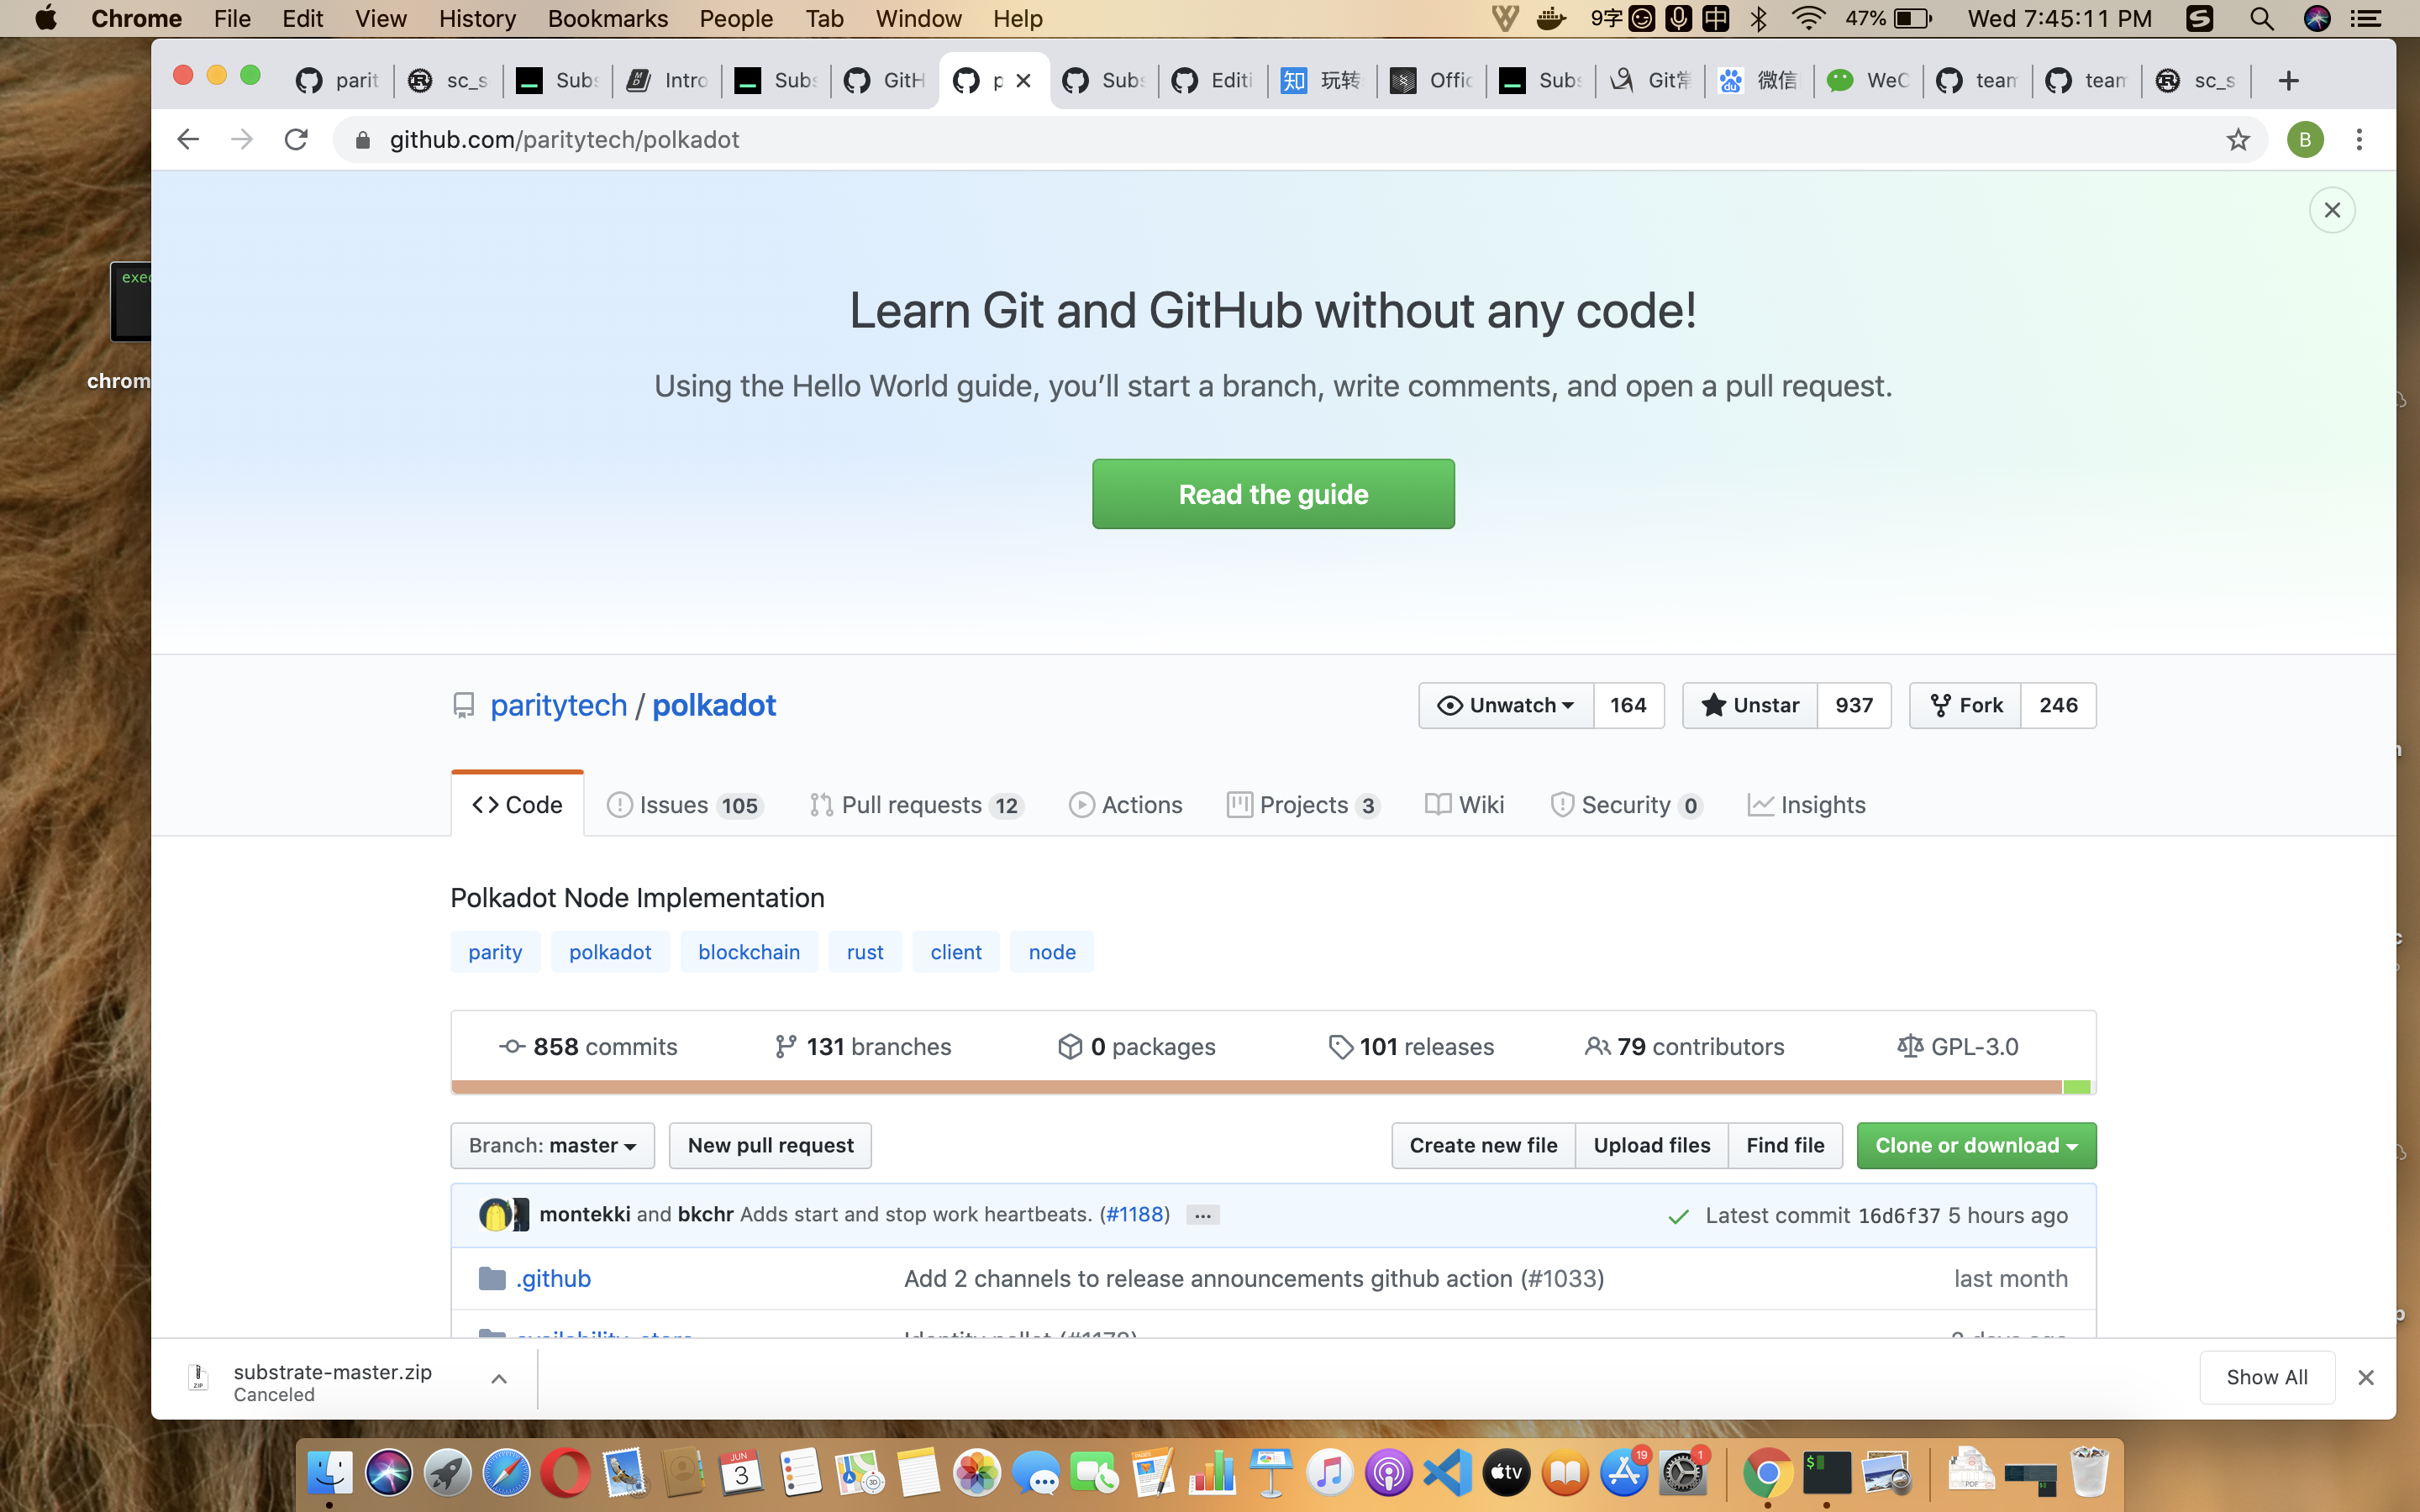 Chrome File Edit View History Bookmarks People Tab Window Help 9字 中 47% Wed 7:45:11 PM
parit sc_s Subs Intro Subs GitH p Subs Editi 知 玩转 Offic Subs Git常 du 微信 WeC team team sc_s
github.com/paritytech/polkadot B
exec
chrom
Learn Git and GitHub without any code!
Using the Hello World guide, you’ll start a branch, write comments, and open a pull request.
Read the guide
paritytech / polkadot Unwatch 164 Unstar 937 Fork 246
Code Issues 105 Pull requests 12 Actions Projects 3 Wiki Security 0 Insights
Polkadot Node Implementation
parity polkadot blockchain rust client node
858 commits 131 branches 0 packages 101 releases 79 contributors GPL-3.0
Branch: master New pull request Create new file Upload files Find file Clone or download
montekki and bkchr Adds start and stop work heartbeats. (#1188) ... Latest commit 16d6f37 5 hours ago
.github Add 2 channels to release announcements github action (#1033) last month
substrate-master.zip
Canceled
Show All
JUN
3
tv
19
1